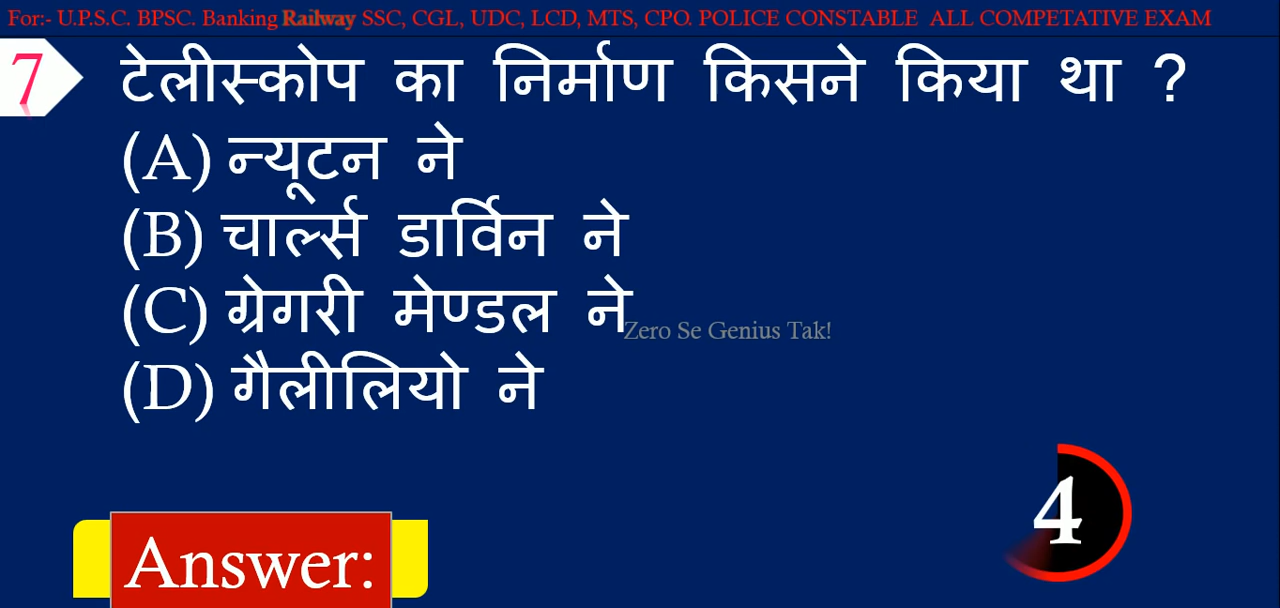 For:- U.P.S.C. BPSC. Banking Railway SSC, CGL, UDC, LCD, MTS, CPO. POLICE CONSTABLE ALL COMPETATIVE EXAM
7 टेलीस्कोप का निर्माण किसने किया था ?
(A) न्यूटन ने
(B) चार्ल्स डार्विन ने
(C) ग्रेगरी मेण्डल ने
Zero Se Genius Tak!
(D) गैलीलियो ने
4
Answer: